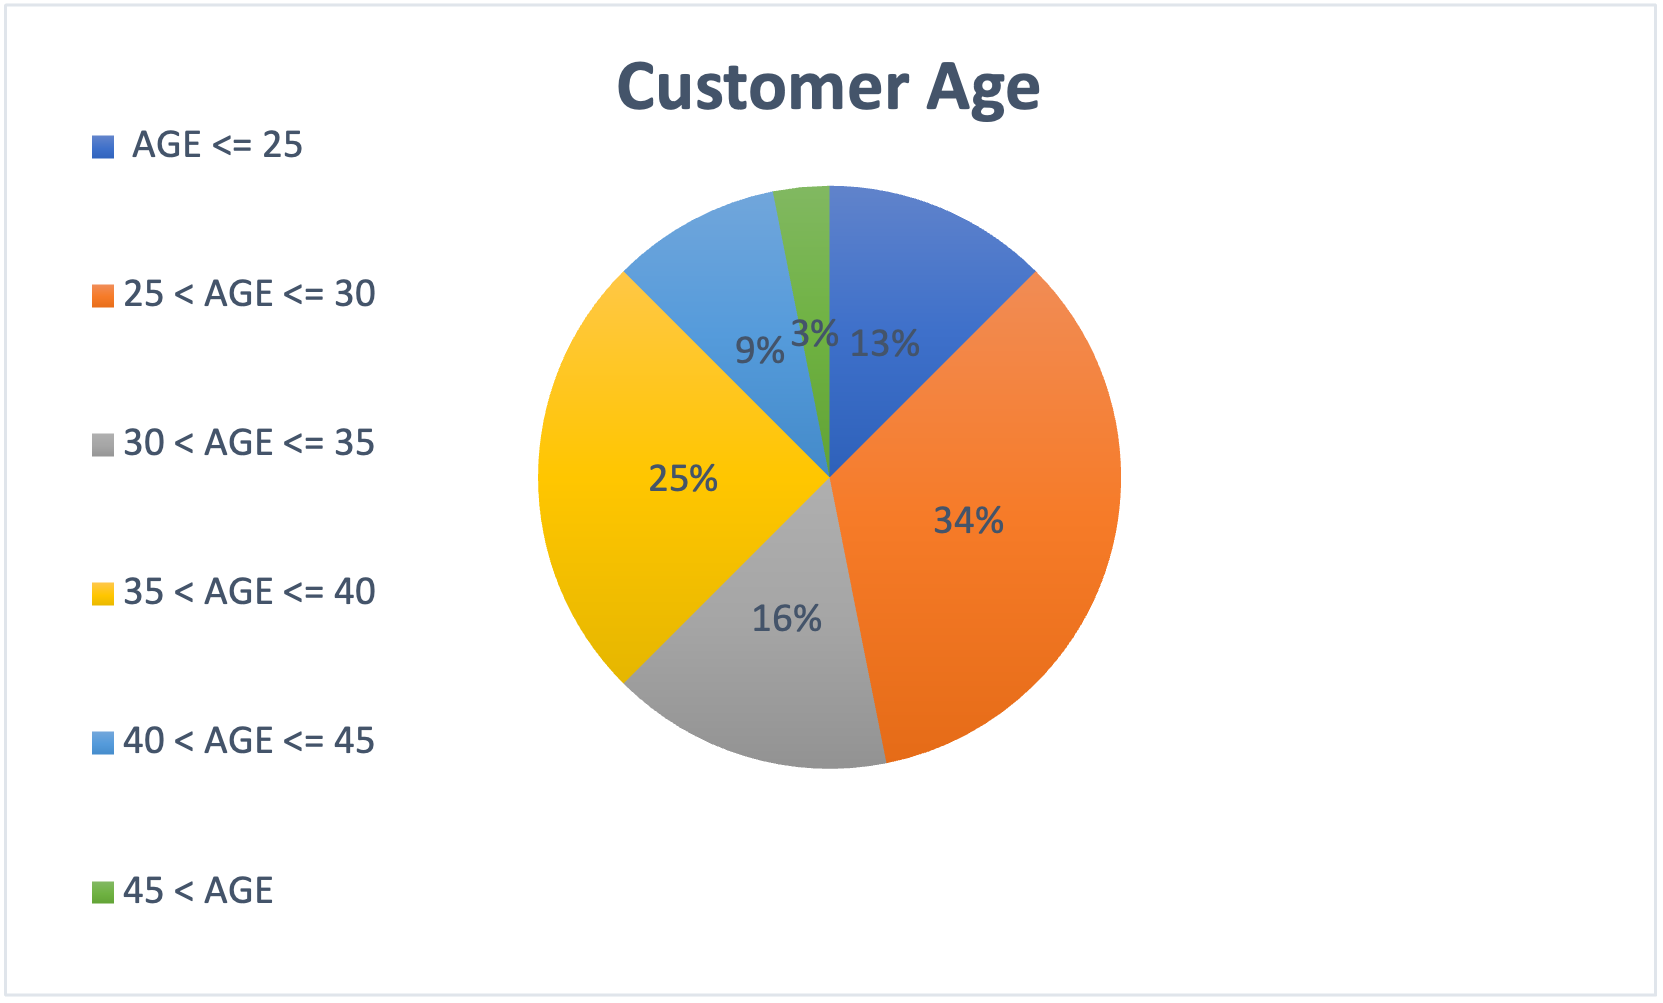 Customer Age
AGE <= 25
25 < AGE <= 30
30 < AGE <= 35
35 < AGE <= 40
40 < AGE <= 45
45 < AGE
13%
34%
16%
25%
9%
3%